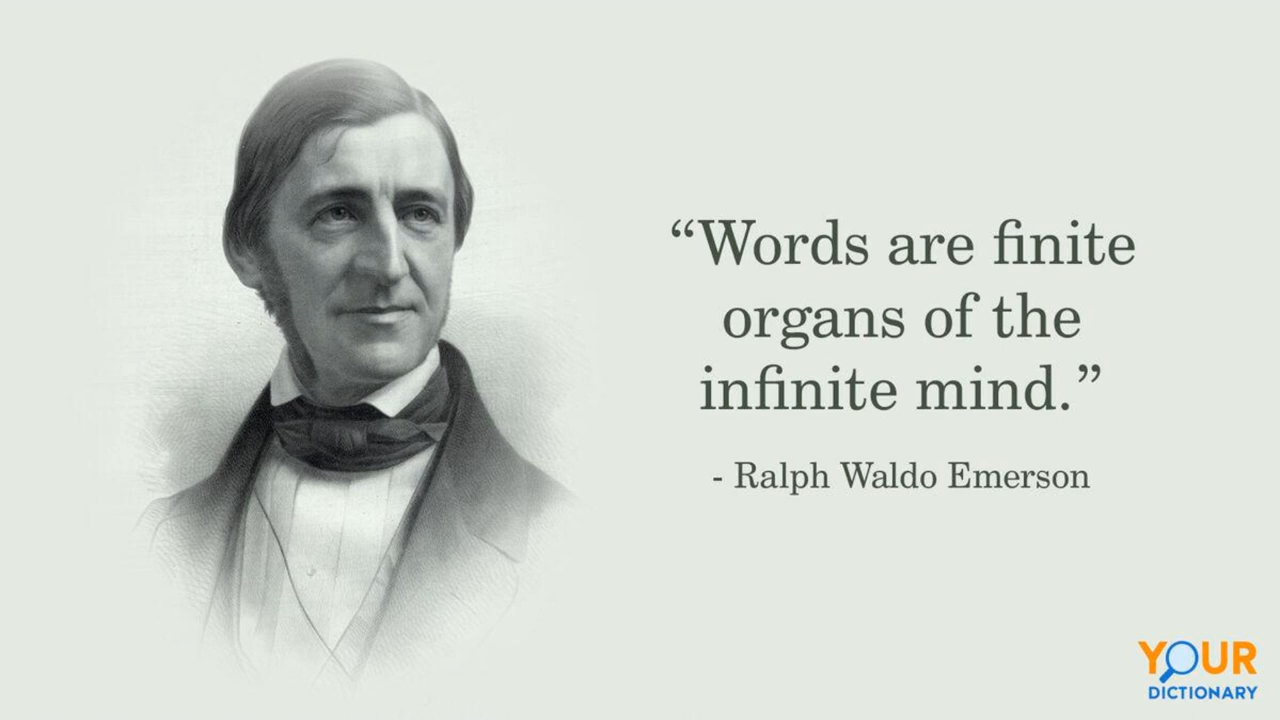 “Words are finite
organs of the
infinite mind.”
- Ralph Waldo Emerson
YOUR
DICTIONARY